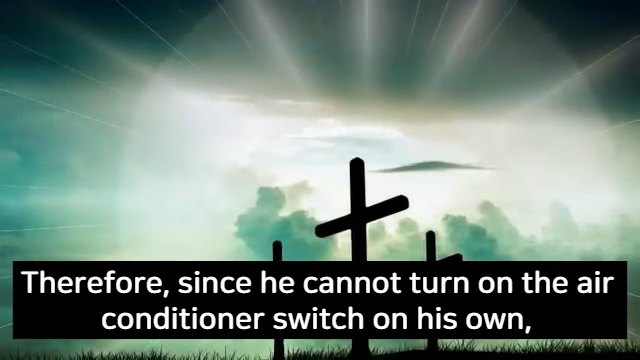 Therefore, since he cannot turn on the air
conditioner switch on his own,